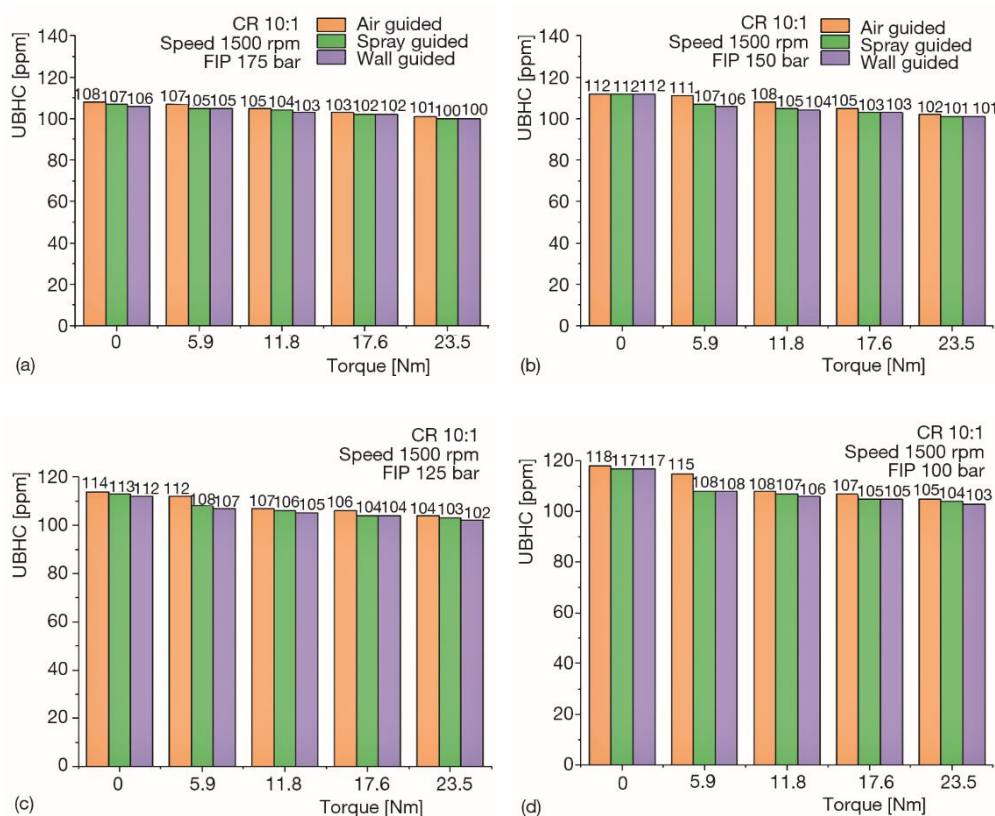 CR 10:1
Speed 1500 rpm
FIP 175 bar
Air guided
Spray guided
Wall guided
UBHC [ppm]
140
120
100
80
60
40
20
0
108 107 106
107 105 105
105 104 103
103 102 102
101 100 100
0 5.9 11.8 17.6 23.5
Torque [Nm]
(a)
CR 10:1
Speed 1500 rpm
FIP 150 bar
Air guided
Spray guided
Wall guided
UBHC [ppm]
140
120
100
80
60
40
20
0
112 112 112
111 107 106
108 105 104
105 103 103
102 101 101
0 5.9 11.8 17.6 23.5
Torque [Nm]
(b)
CR 10:1
Speed 1500 rpm
FIP 125 bar
UBHC [ppm]
120
100
80
60
40
20
0
114 113 112
112 108 107
107 106 105
106 104 104
104 103 102
0 5.9 11.8 17.6 23.5
Torque [Nm]
(c)
CR 10:1
Speed 1500 rpm
FIP 100 bar
UBHC [ppm]
120
100
80
60
40
20
0
118 117 117
115 108 108
108 107 106
107 105 105
105 104 103
0 5.9 11.8 17.6 23.5
Torque [Nm]
(d)